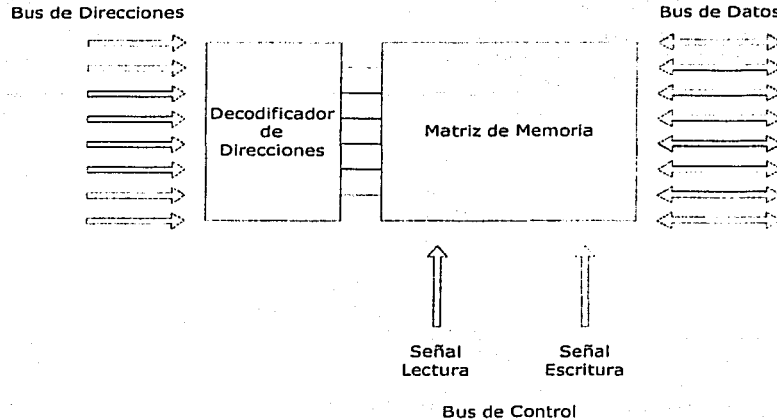 Bus de Direcciones
Bus de Datos
Decodificador
de
Direcciones
Matriz de Memoria
Señal
Lectura
Señal
Escritura
Bus de Control